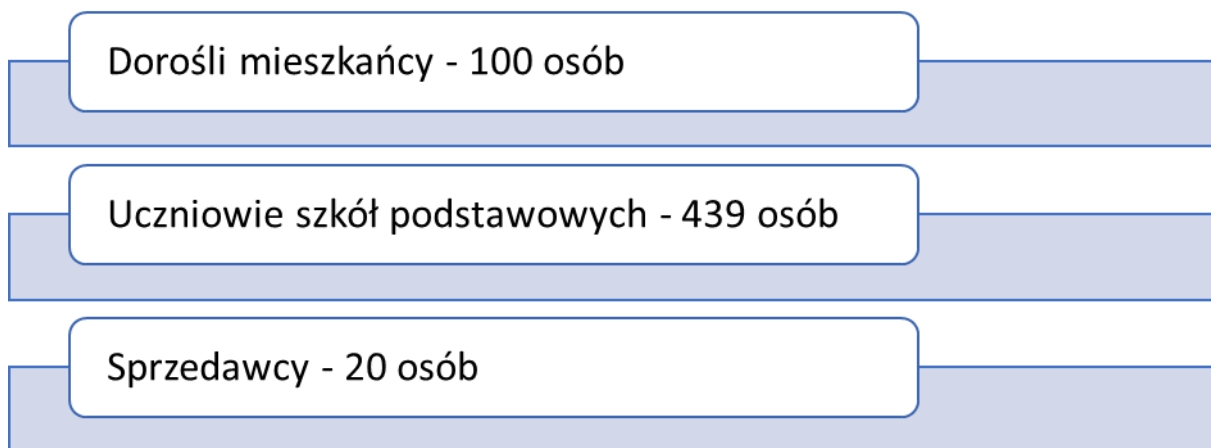 Dorośli mieszkańcy - 100 osób
Uczniowie szkół podstawowych - 439 osób
Sprzedawcy - 20 osób